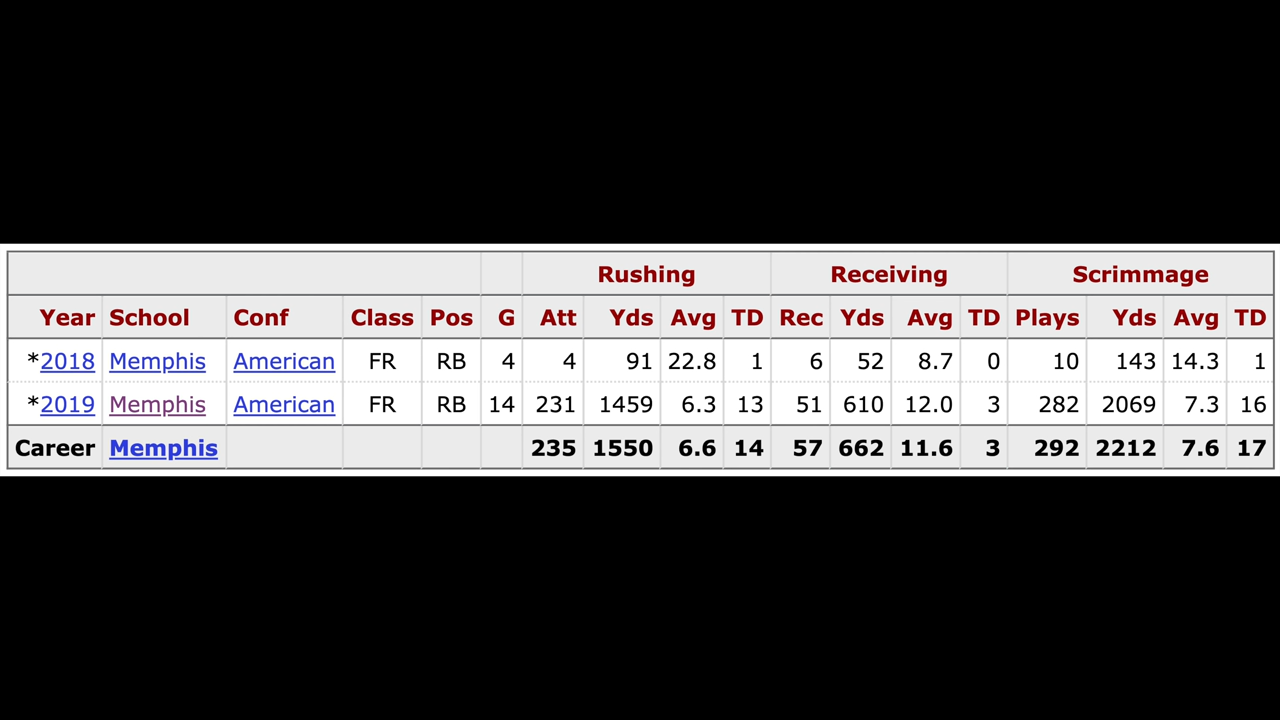 Rushing Receiving Scrimmage
Year School Conf Class Pos G Att Yds Avg TD Rec Yds Avg TD Plays Yds Avg TD
*2018 Memphis American FR RB 4 4 91 22.8 1 6 52 8.7 0 10 143 14.3 1
*2019 Memphis American FR RB 14 231 1459 6.3 13 51 610 12.0 3 282 2069 7.3 16
Career Memphis 235 1550 6.6 14 57 662 11.6 3 292 2212 7.6 17